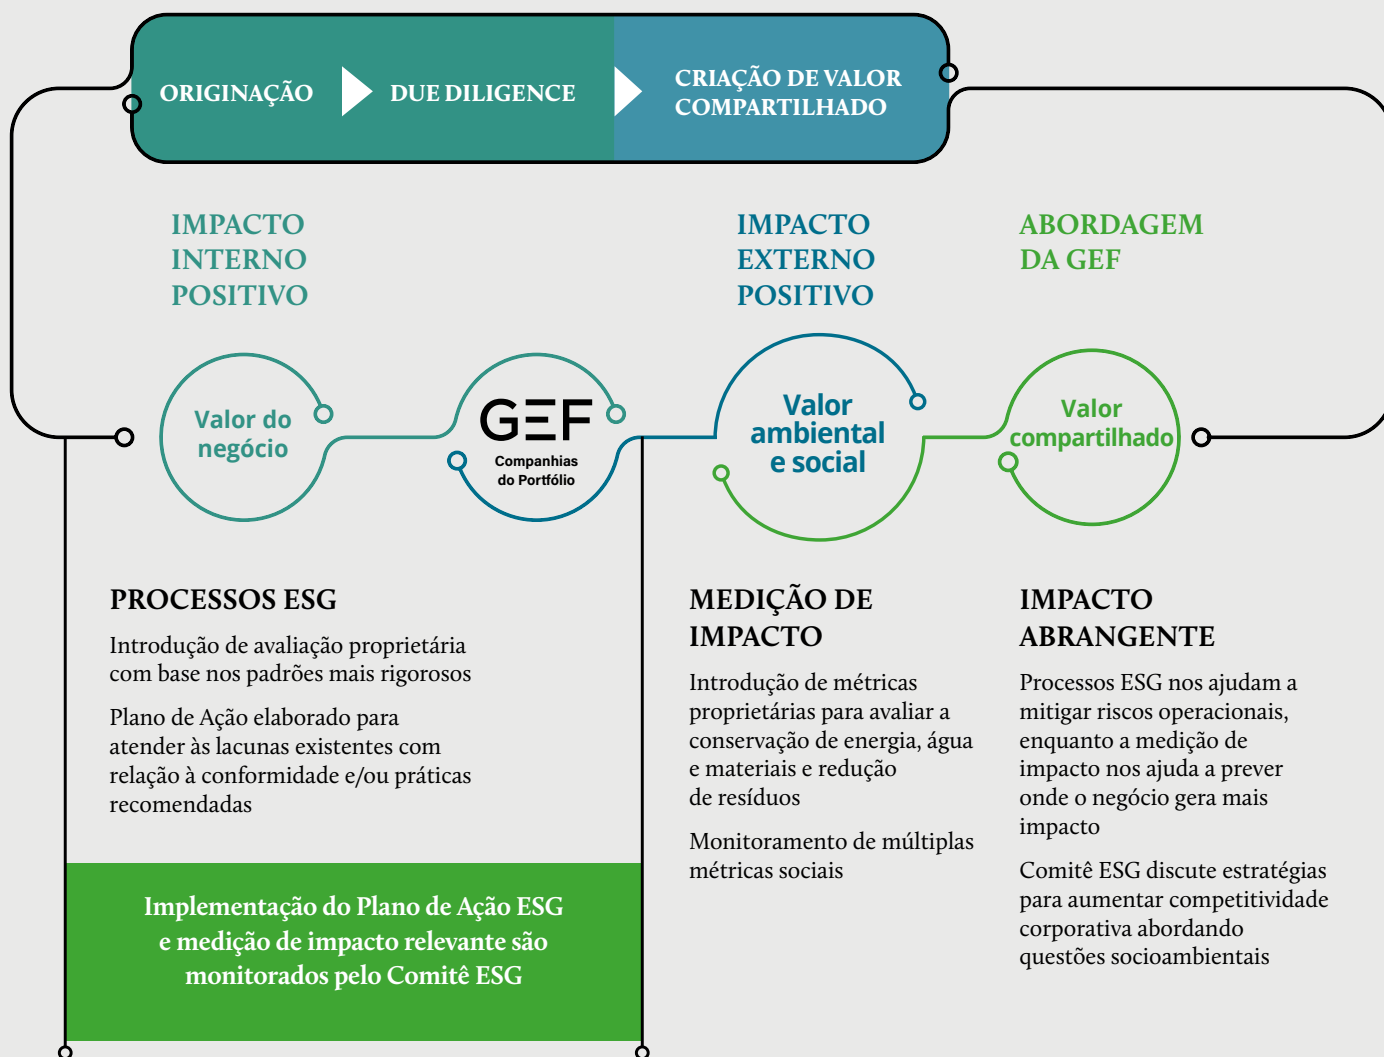 ORIGINAÇÃO
DUE DILIGENCE
CRIAÇÃO DE VALOR
COMPARTILHADO
IMPACTO
INTERNO
POSITIVO
IMPACTO
EXTERNO
POSITIVO
ABORDAGEM
DA GEF
Valor do
negócio
GEF
Companhias
do Portfólio
Valor
ambiental
e social
Valor
compartilhado
PROCESSOS ESG
Introdução de avaliação proprietária
com base nos padrões mais rigorosos
Plano de Ação elaborado para
atender às lacunas existentes com
relação à conformidade e/ou práticas
recomendadas
Implementação do Plano de Ação ESG
e medição de impacto relevante são
monitorados pelo Comitê ESG
MEDIÇÃO DE
IMPACTO
Introdução de métricas
proprietárias para avaliar a
conservação de energia, água
e materiais e redução
de resíduos
Monitoramento de múltiplas
métricas sociais
IMPACTO
ABRANGENTE
Processos ESG nos ajudam a
mitigar riscos operacionais,
enquanto a medição de
impacto nos ajuda a prever
onde o negócio gera mais
impacto
Comitê ESG discute estratégias
para aumentar competitividade
corporativa abordando
questões socioambientais